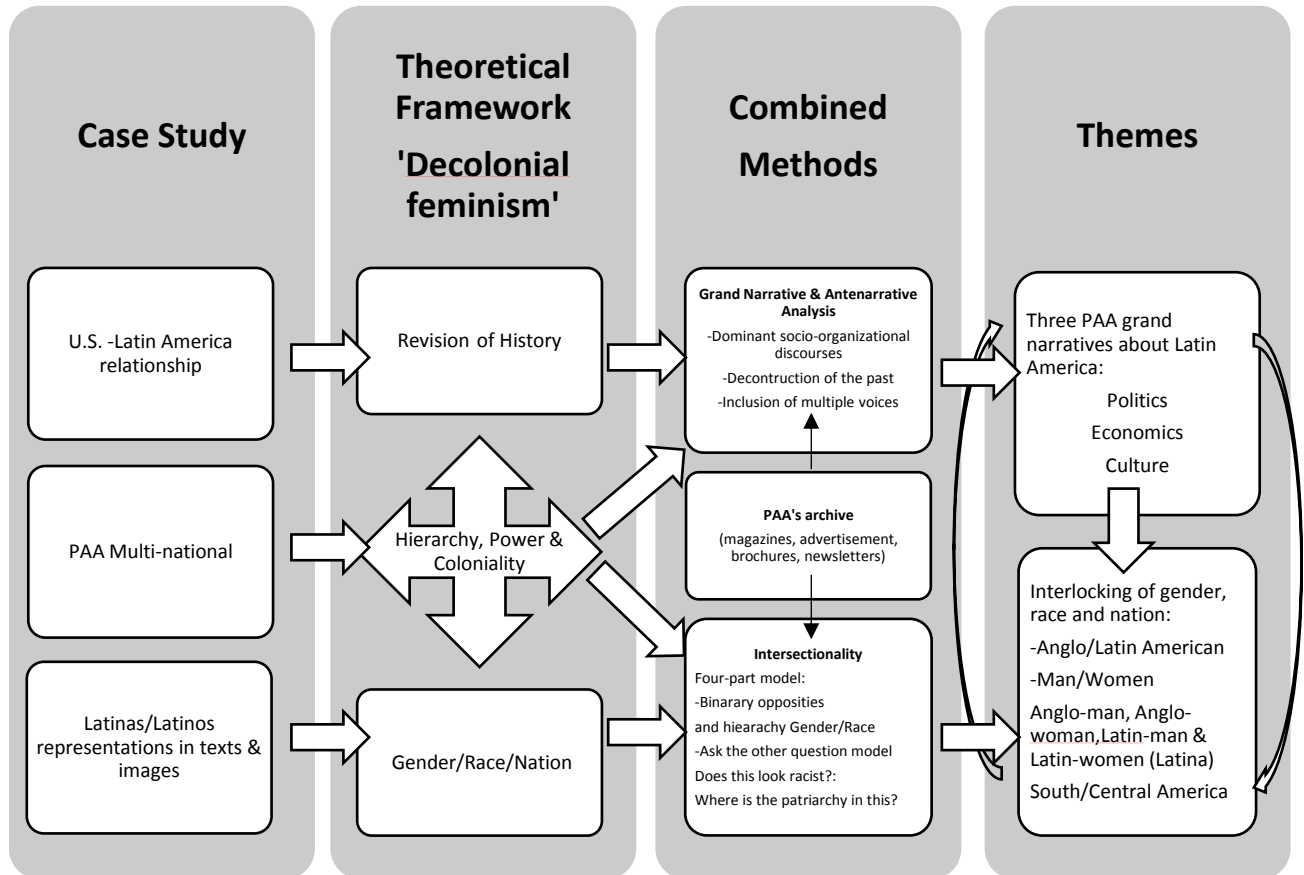 Case Study
U.S. -Latin America
relationship
PAA Multi-national
Latinas/Latinos
representations in texts &
images
Theoretical
Framework
'Decolonial
feminism'
Revision of History
Hierarchy, Power &
Coloniality
Gender/Race/Nation
Combined
Methods
Grand Narrative & Antenarrative
Analysis
-Dominant socio-organizational
discourses
-Decontruction of the past
-Inclusion of multiple voices
PAA's archive
(magazines, advertisement,
brochures, newsletters)
Intersectionality
Four-part model:
-Binarary opposities
and hiearachy Gender/Race
-Ask the other question model
Does this look racist?:
Where is the patriarchy in this?
Themes
Three PAA grand
narratives about Latin
America:
Politics
Economics
Culture
Interlocking of gender,
race and nation:
-Anglo/Latin American
-Man/Women
Anglo-man, Anglo-
woman,Latin-man &
Latin-women (Latina)
South/Central America